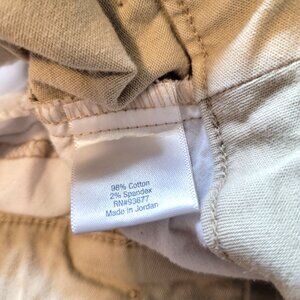 98% Cotton
2% Spandex
RN#93677
Made in Jordan